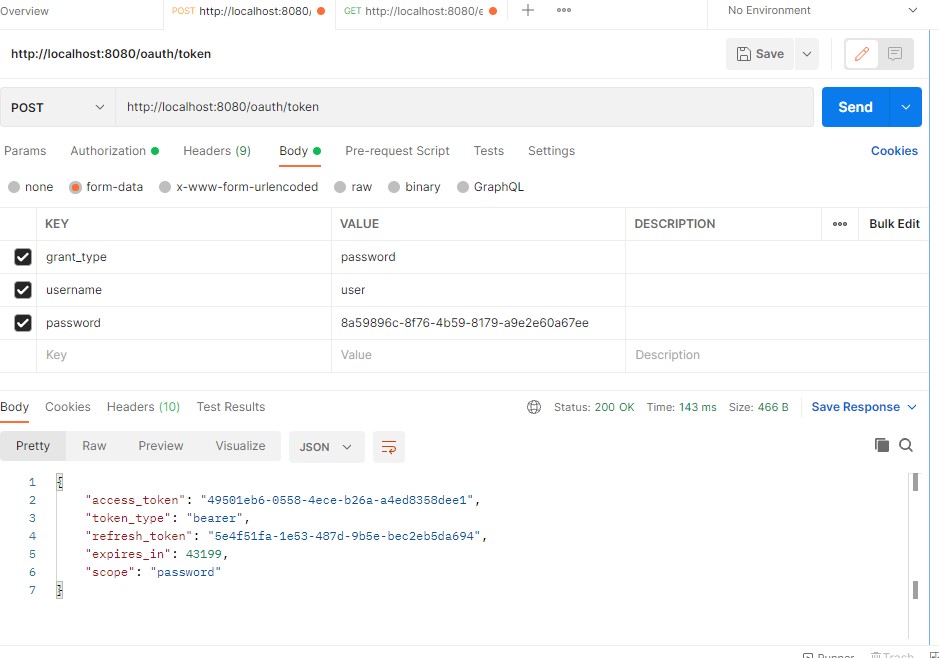 Overview POST http://localhost:8080/ GET http://localhost:8080/e No Environment
http://localhost:8080/oauth/token Save
POST http://localhost:8080/oauth/token Send
Params Authorization Headers (9) Body Pre-request Script Tests Settings Cookies
none form-data x-www-form-urlencoded raw binary GraphQL
KEY VALUE DESCRIPTION Bulk Edit
grant_type password
username user
password 8a59896c-8f76-4b59-8179-a9e2e60a67ee
Key Value Description
Body Cookies Headers (10) Test Results Status: 200 OK Time: 143 ms Size: 466 B Save Response
Pretty Raw Preview Visualize JSON
1 {
2 "access_token": "49501eb6-0558-4ece-b26a-a4ed8358dee1",
3 "token_type": "bearer",
4 "refresh_token": "5e4f51fa-1e53-487d-9b5e-bec2eb5da694",
5 "expires_in": 43199,
6 "scope": "password"
7 }
Runner Trash